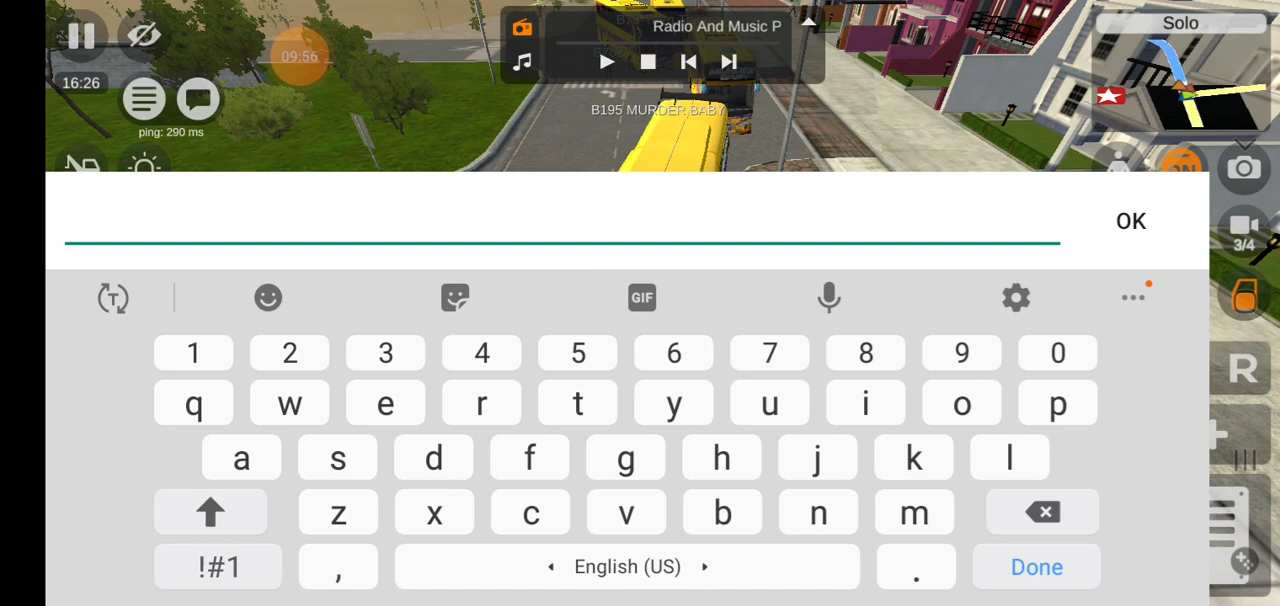 Solo
Radio And Music P
09:56
16:26
B195 MURDER BABY
ping: 290 ms
ON
OK
3/4
T
GIF
1 2 3 4 5 6 7 8 9 0
q w e r t y u i o p
R
a s d f g h j k l
z x c v b n m
!#1 , English (US) . Done